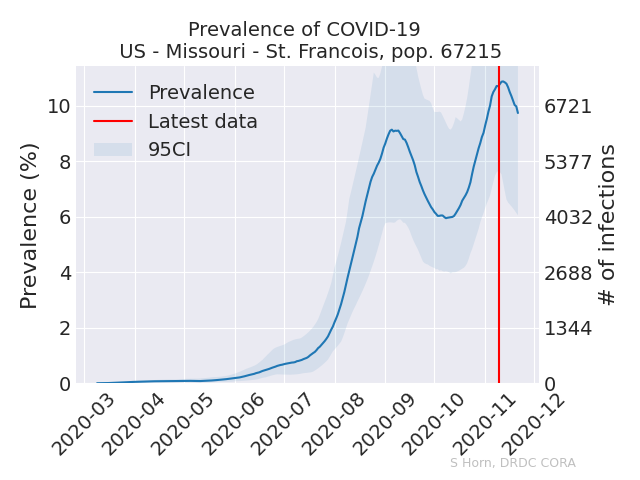 Prevalence of COVID-19
US - Missouri - St. Francois, pop. 67215
Prevalence
Latest data
95CI
Prevalence (%)
10
8
6
4
2
0
6721
5377
4032
2688
1344
0
# of infections
2020-03
2020-04
2020-05
2020-06
2020-07
2020-08
2020-09
2020-10
2020-11
2020-12
S Horn, DRDC CORA